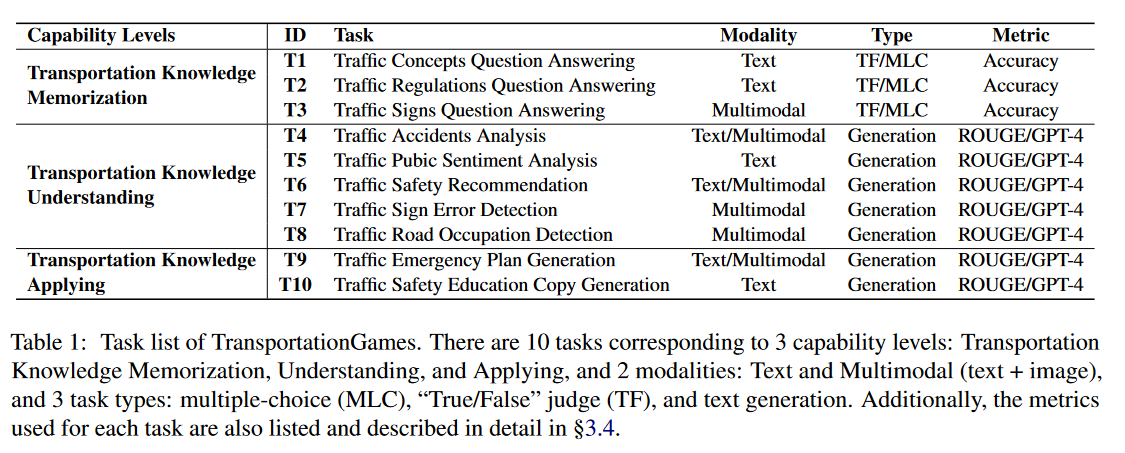 Capability Levels ID Task Modality Type Metric
Transportation Knowledge Memorization T1 Traffic Concepts Question Answering Text TF/MLC Accuracy
T2 Traffic Regulations Question Answering Text TF/MLC Accuracy
T3 Traffic Signs Question Answering Multimodal TF/MLC Accuracy
Transportation Knowledge Understanding T4 Traffic Accidents Analysis Text/Multimodal Generation ROUGE/GPT-4
T5 Traffic Pubic Sentiment Analysis Text Generation ROUGE/GPT-4
T6 Traffic Safety Recommendation Text/Multimodal Generation ROUGE/GPT-4
T7 Traffic Sign Error Detection Multimodal Generation ROUGE/GPT-4
T8 Traffic Road Occupation Detection Multimodal Generation ROUGE/GPT-4
Transportation Knowledge Applying T9 Traffic Emergency Plan Generation Text/Multimodal Generation ROUGE/GPT-4
T10 Traffic Safety Education Copy Generation Text Generation ROUGE/GPT-4
Table 1: Task list of TransportationGames. There are 10 tasks corresponding to 3 capability levels: Transportation
Knowledge Memorization, Understanding, and Applying, and 2 modalities: Text and Multimodal (text + image),
and 3 task types: multiple-choice (MLC), “True/False” judge (TF), and text generation. Additionally, the metrics
used for each task are also listed and described in detail in §3.4.